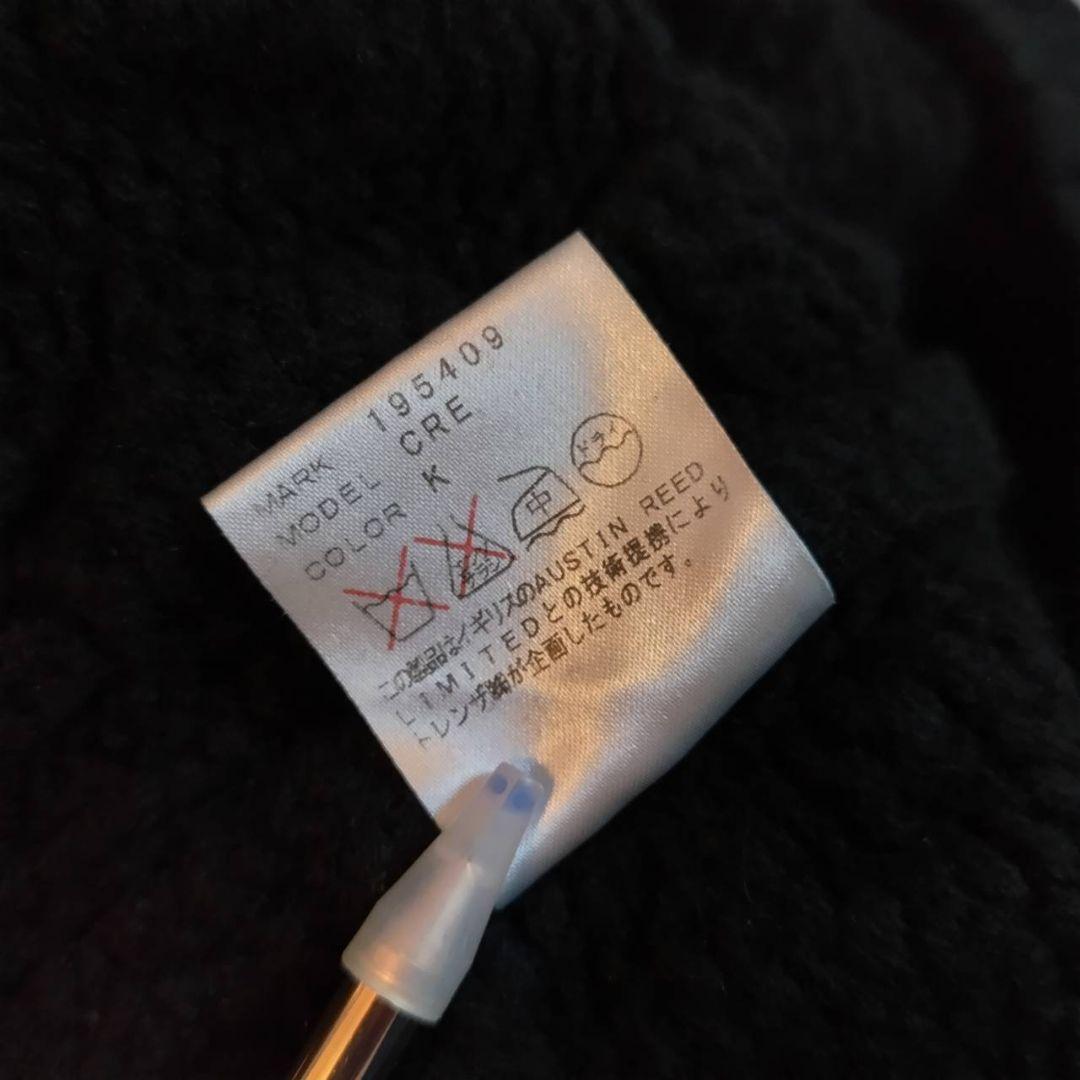 MARK 195409
MODEL CRE
COLOR K
中 ドライ
この製品はイギリスのAUSTIN REED
LIMITEDとの技術提携により
トレンザ㈱が企画したものです。